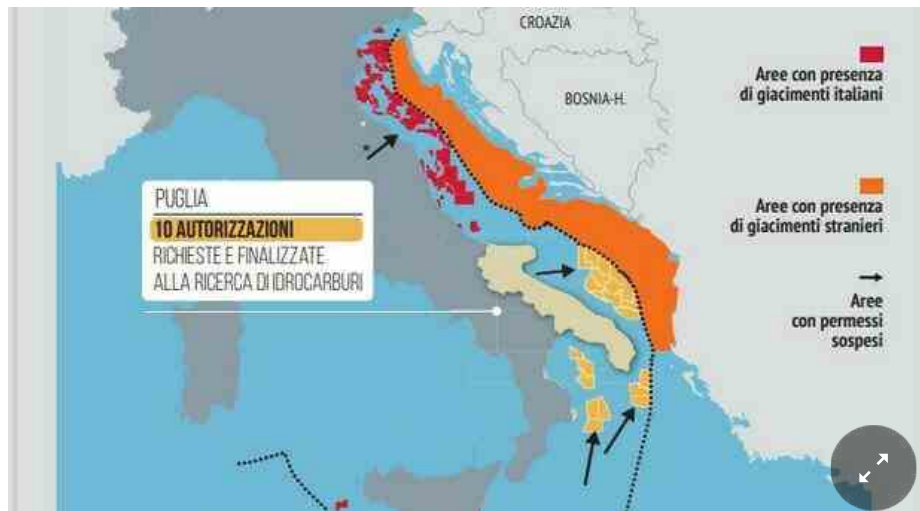 CROAZIA
BOSNIA-H.
PUGLIA
10 AUTORIZZAZIONI
RICHIESTE E FINALIZZATE
ALLA RICERCA DI IDROCARBURI
Aree con presenza
di giacimenti italiani
Aree con presenza
di giacimenti stranieri
Aree
con permessi
sospesi